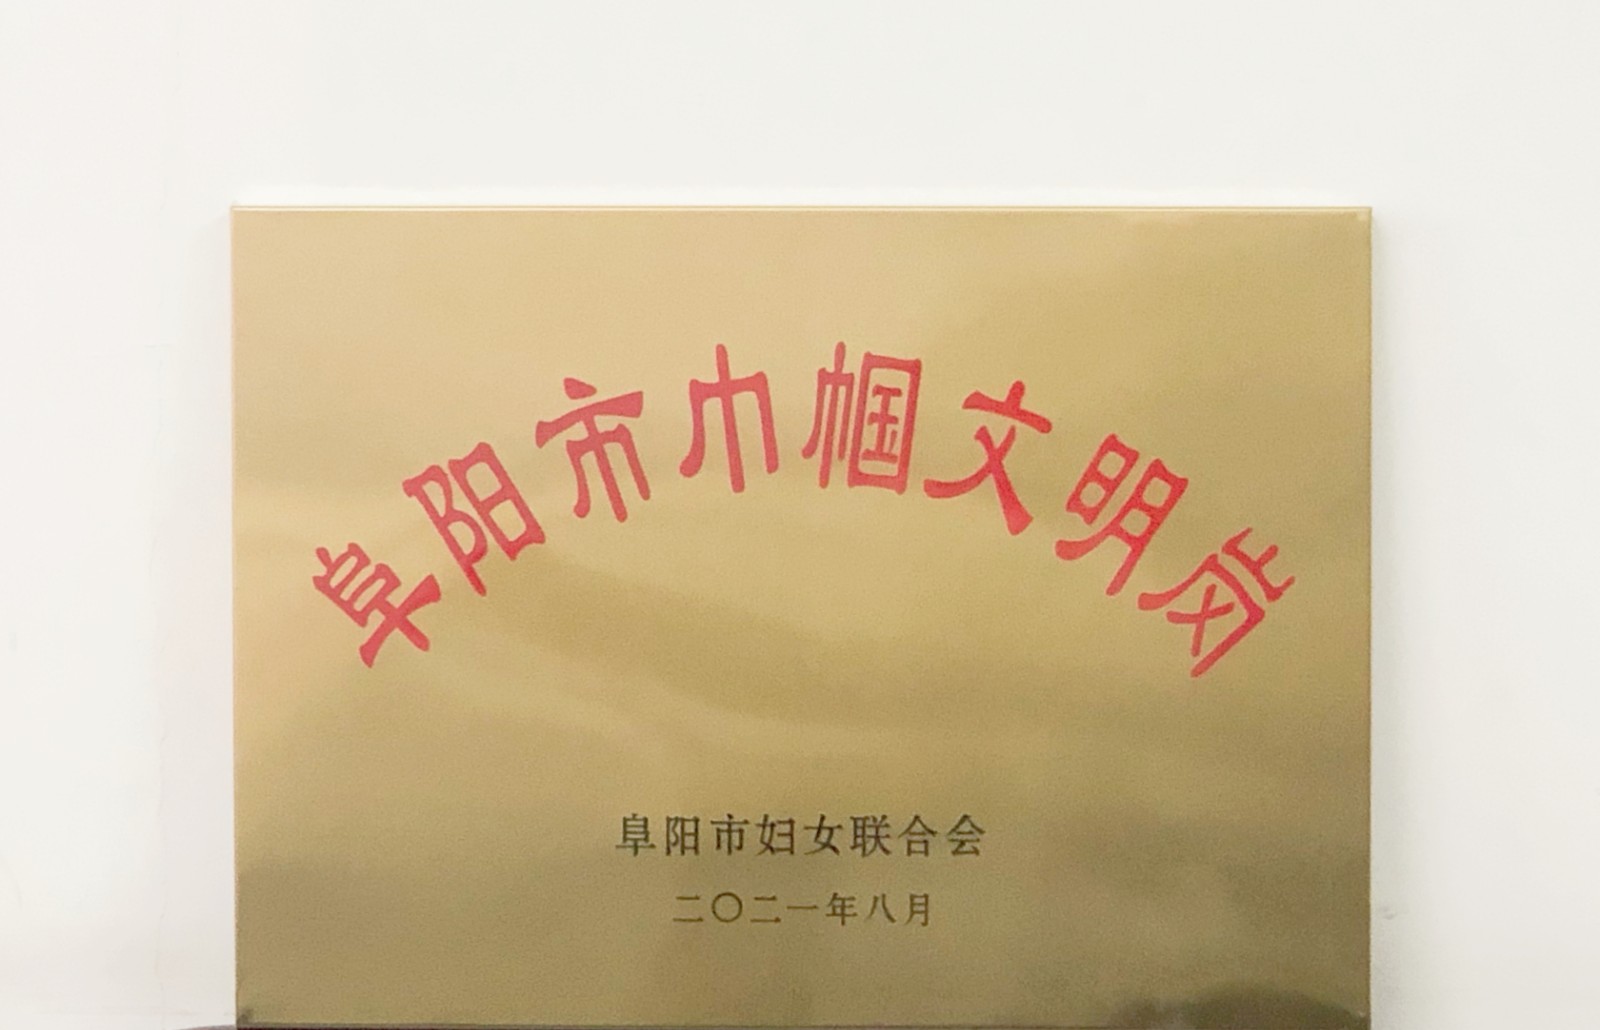 阜阳市巾帼文明岗
阜阳市妇女联合会
二〇二一年八月